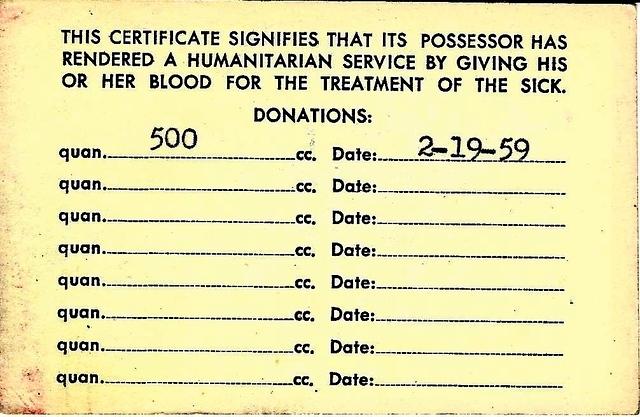 THIS CERTIFICATE SIGNIFIES THAT ITS POSSESSOR HAS
RENDERED A HUMANITARIAN SERVICE BY GIVING HIS
OR HER BLOOD FOR THE TREATMENT OF THE SICK.
DONATIONS:
quan. 500 cc. Date: 2-19-59
quan. cc. Date:
quan. cc. Date:
quan. cc. Date:
quan. cc. Date:
quan. cc. Date:
quan. cc. Date:
quan. cc. Date: